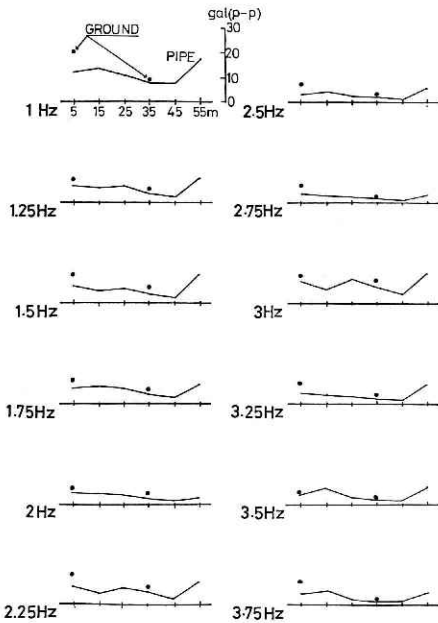 gal(p-p)
GROUND
PIPE
30
20
10
0
1 Hz
5 15 25 35 45 55m
2.5Hz
1.25Hz
2.75Hz
1.5Hz
3Hz
1.75Hz
3.25Hz
2Hz
3.5Hz
2.25Hz
3.75Hz